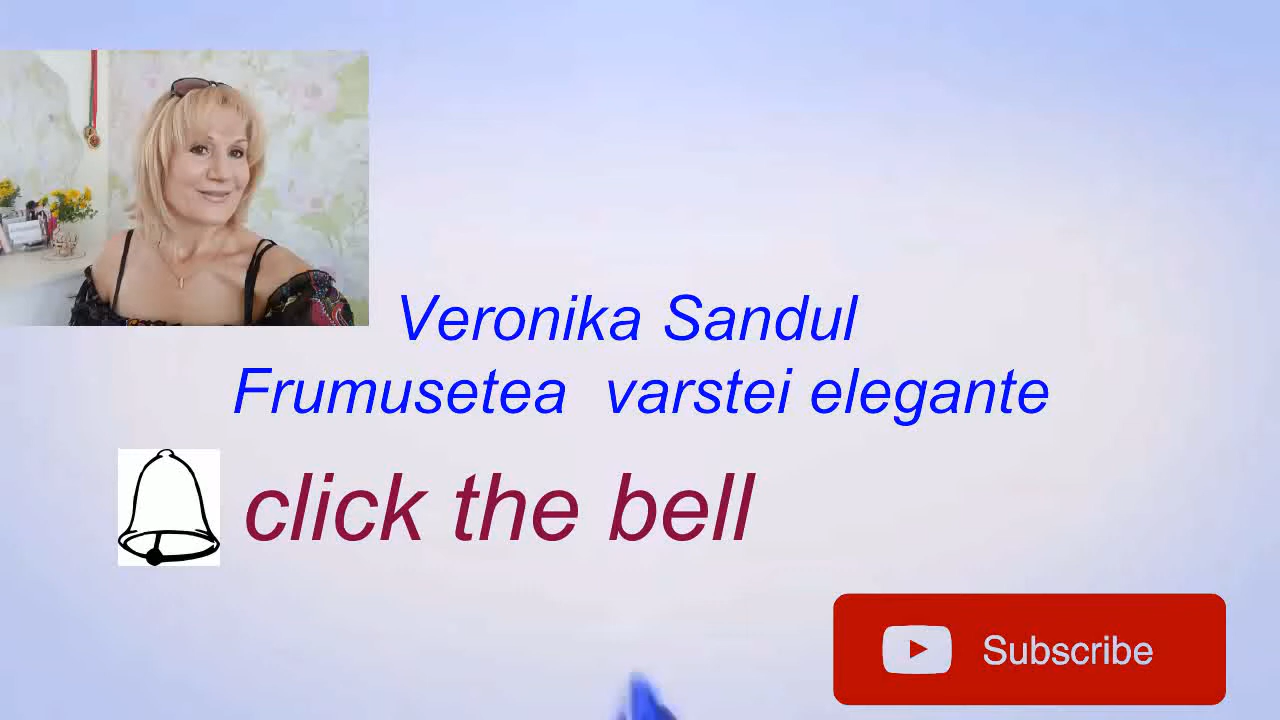 Veronika Sandul
Frumusetea varstei elegante
click the bell
Subscribe